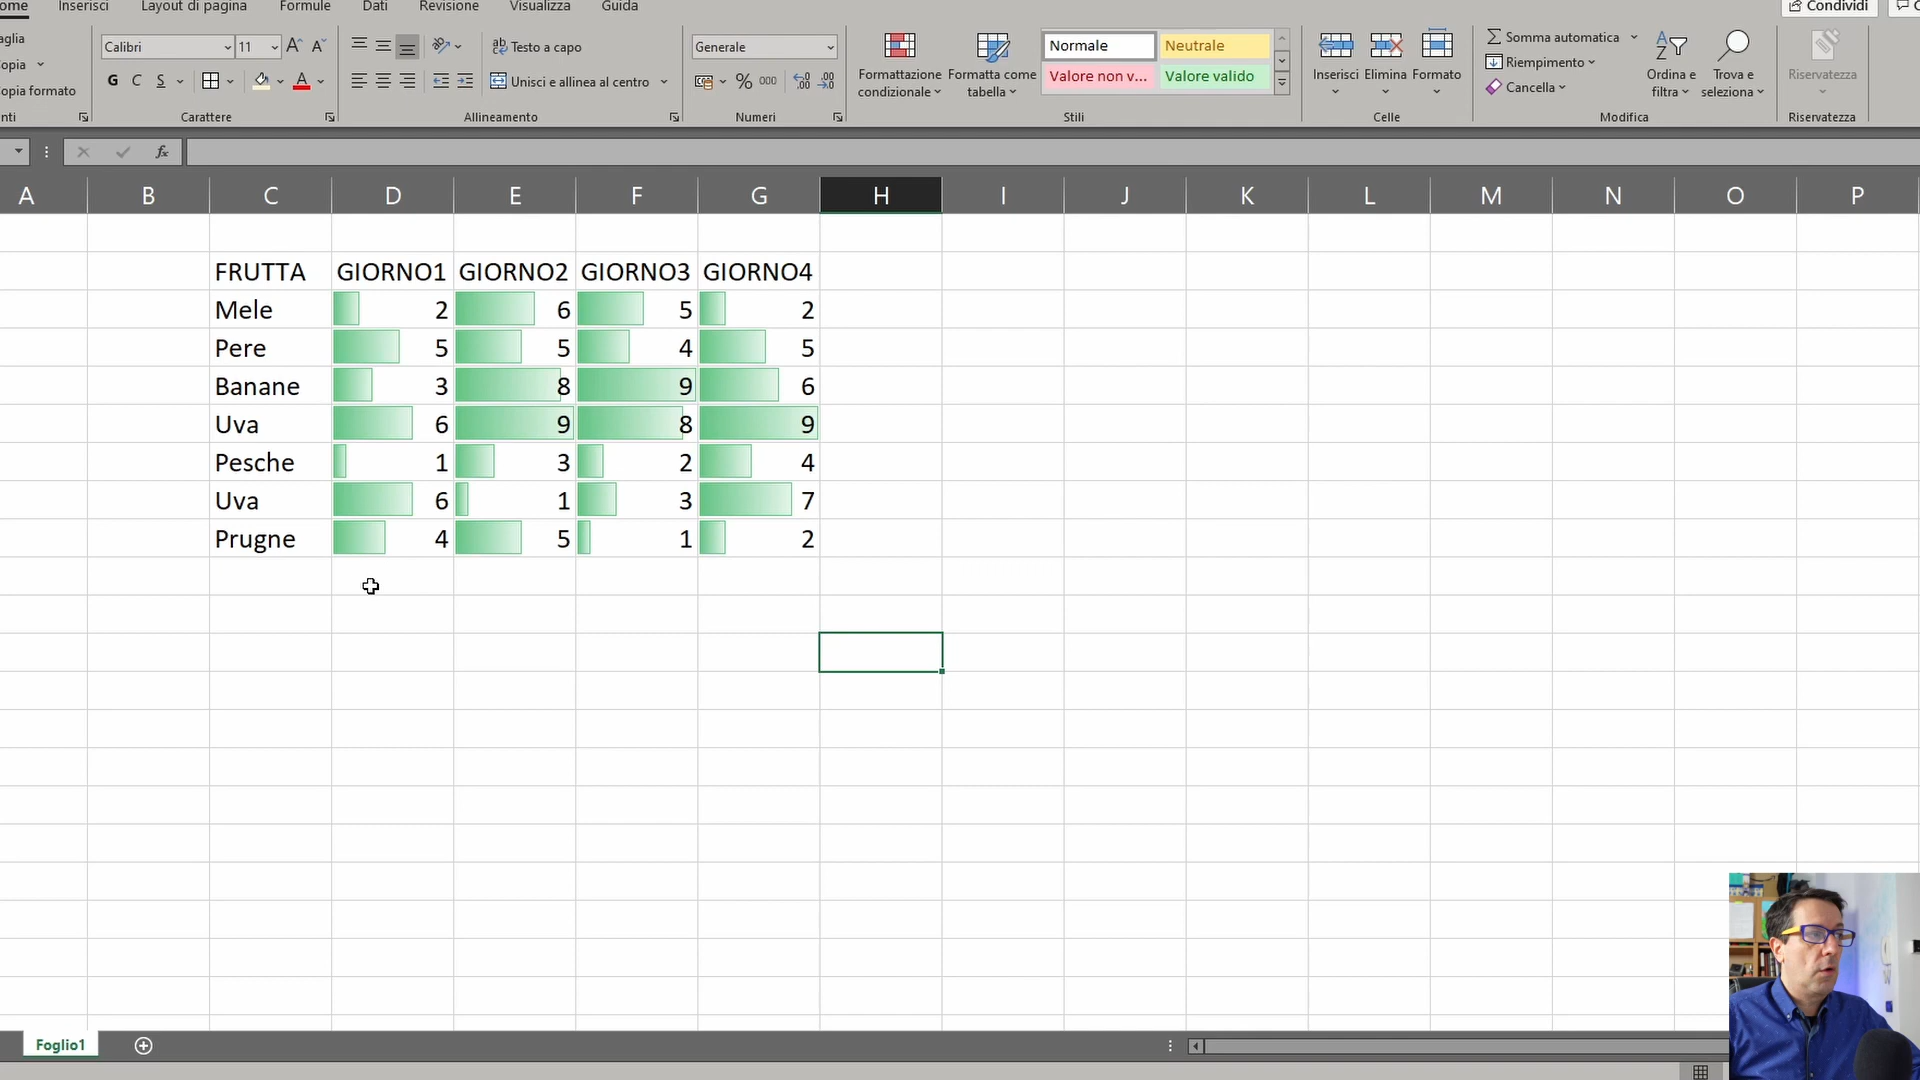 ome Inserisci Layout di pagina Formule Dati Revisione Visualizza Guida Condividi
aglia
opia
opia formato
nti
Calibri 11
G C S A
Carattere
ab Testo a capo
Unisci e allinea al centro
Allineamento
Generale
% 000
Numeri
Formattazione condizionale
Formatta come tabella
Normale Neutrale
Valore non v... Valore valido
Stili
Inserisci Elimina Formato
Celle
Somma automatica
Riempimento
Cancella
Ordina e filtra
Trova e seleziona
Modifica
Riservatezza
Riservatezza
fx
A B C D E F G H I J K L M N O P
FRUTTA GIORNO1 GIORNO2 GIORNO3 GIORNO4
Mele 2 6 5 2
Pere 5 5 4 5
Banane 3 8 9 6
Uva 6 9 8 9
Pesche 1 3 2 4
Uva 6 1 3 7
Prugne 4 5 1 2
Foglio1